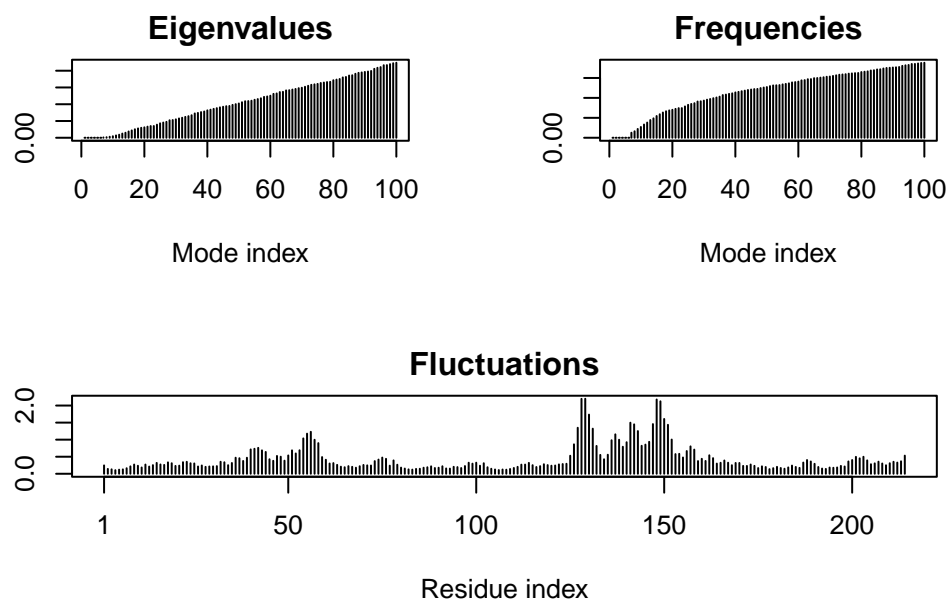 Eigenvalues
0.00
0 20 40 60 80 100
Mode index
Frequencies
0.00
0 20 40 60 80 100
Mode index
Fluctuations
2.0
0.0
1 50 100 150 200
Residue index